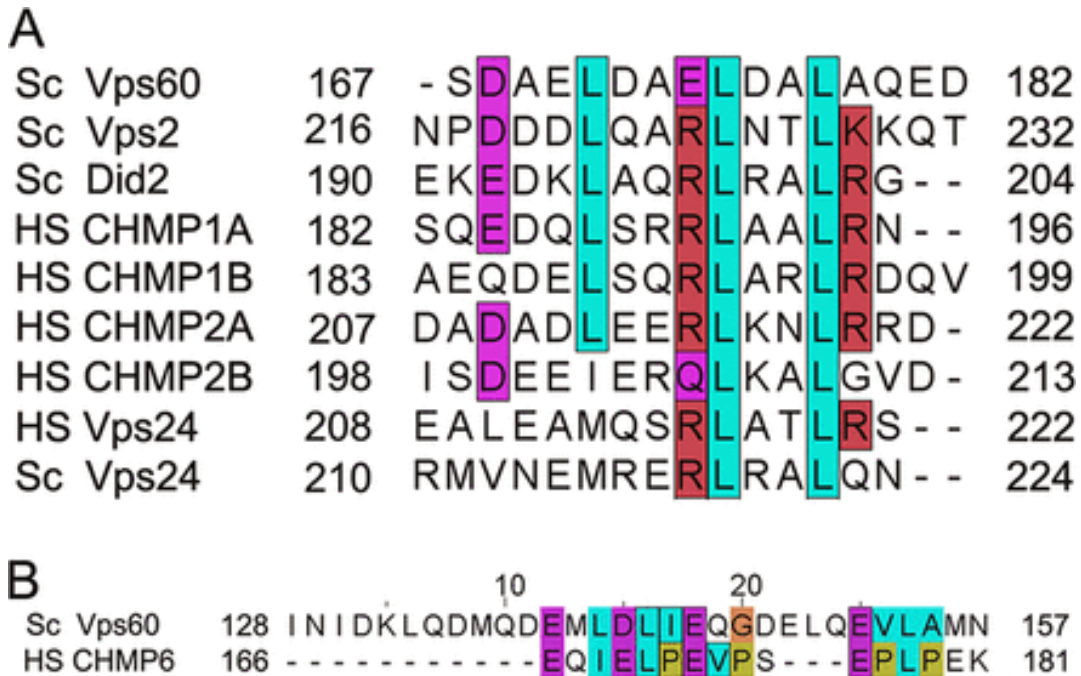 A
Sc Vps60 167 -SDAELDAELDALAQED 182
Sc Vps2 216 NPDDDLQARLNTLKKQT 232
Sc Did2 190 EKEDKLAQRLRALRG-- 204
HS CHMP1A 182 SQEDQLSRRLAALRN-- 196
HS CHMP1B 183 AEQDELSQRLARLRDQV 199
HS CHMP2A 207 DADADLEERLKNLRRD- 222
HS CHMP2B 198 ISDEEIERQLKALGVD- 213
HS Vps24 208 EALEAMQSRLATLRS-- 222
Sc Vps24 210 RMVNEMRERLRALQN-- 224
B
10 20
Sc Vps60 128 INIDKLQDMQDEMLDLIEQGDELQEVLAMN 157
HS CHMP6 166 -----------EQIELPEVPS---EPLPEK 181